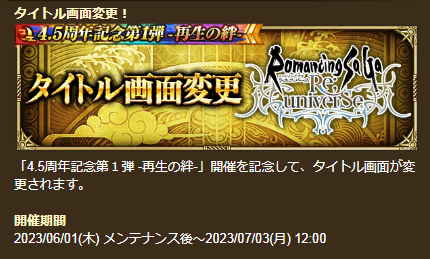 タイトル画面変更！
4.5周年記念第1弾 -再生の絆-
タイトル画面変更
Romancing SaGa
Re;
universe
「4.5周年記念第１弾 -再生の絆-」開催を記念して、タイトル画面が変
更されます。
開催期間
2023/06/01(木) メンテナンス後～2023/07/03(月) 12:00